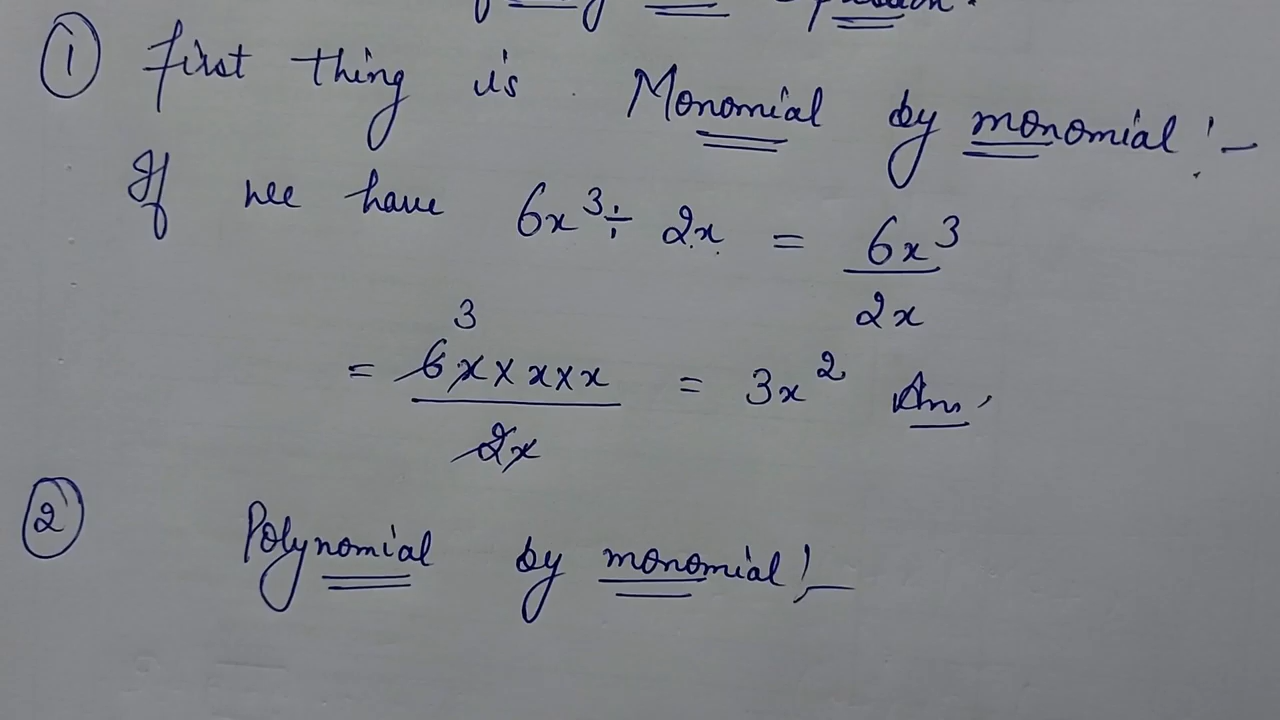 ① First thing is Monomial by monomial :-
If we have 6x³ ÷ 2x = 6x³/2x
= 6x × x × x/2x 3 = 3x² Ans.
② Polynomial by monomial :-